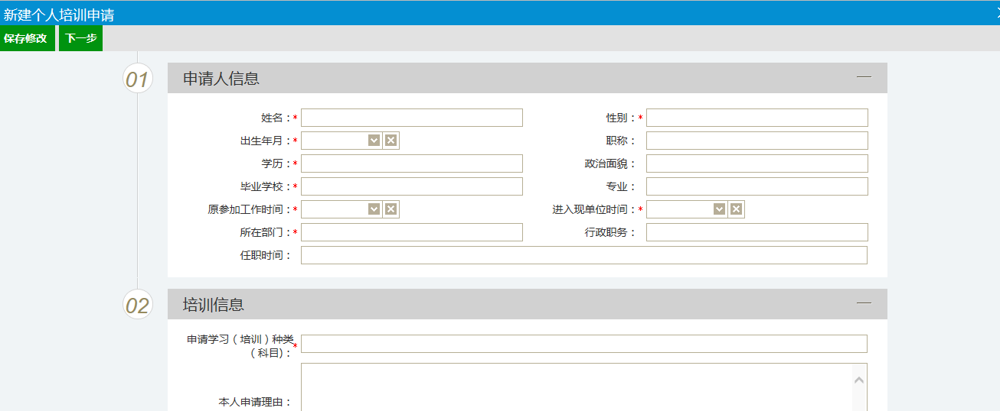 新建个人培训申请
保存修改 下一步
01 申请人信息
姓名：* 性别：*
出生年月：* 职称：
学历：* 政治面貌：
毕业学校：* 专业：
原参加工作时间：* 进入现单位时间：*
所在部门：* 行政职务：
任职时间：
02 培训信息
申请学习（培训）种类
（科目）：*
本人申请理由：